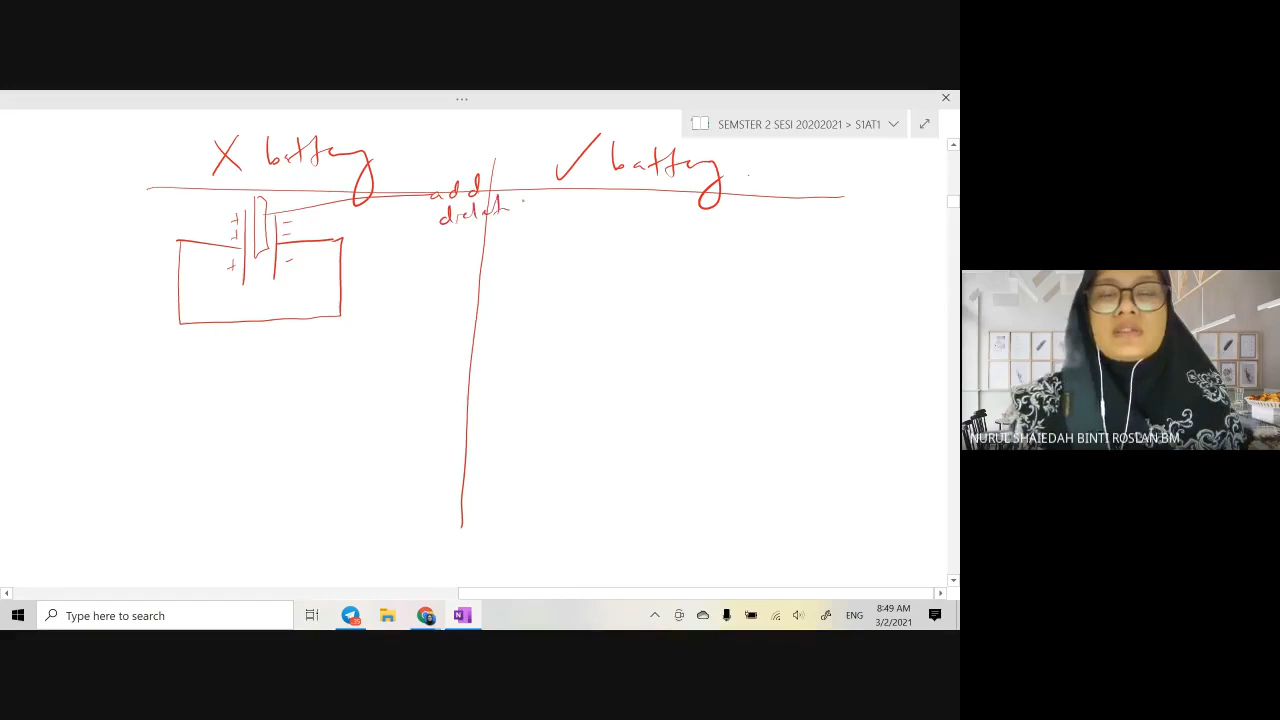 SEMSTER 2 SESI 20202021 > S1AT1
X battery
✓ battery
add
+
+
+
-
-
-
NURUL SHAIEDAH BINTI ROSLAN BM
Type here to search
ENG
8:49 AM
3/2/2021